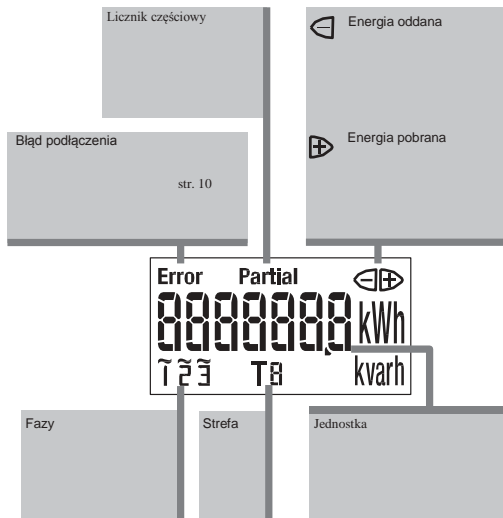 Licznik częściowy
Energia oddana
Energia pobrana
Błąd podłączenia
str. 10
Error Partial
8888888.8 kWh
1 2 3 T8 kvarh
Fazy
Strefa
Jednostka